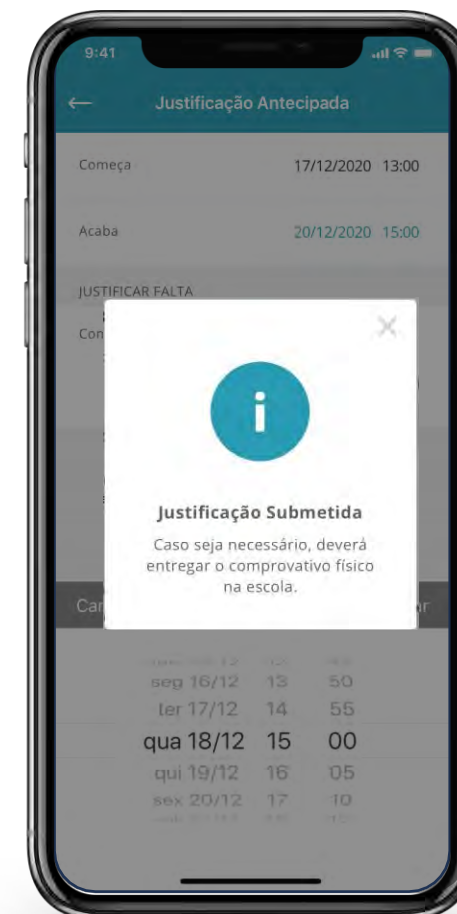 9:41
Justificação Antecipada
Começa 17/12/2020 13:00
Acaba 20/12/2020 15:00
JUSTIFICAR FALTA
i
Justificação Submetida
Caso seja necessário, deverá
entregar o comprovativo físico
na escola.
seg 16/12 13 50
ter 17/12 14 55
qua 18/12 15 00
qui 19/12 16 05
sex 20/12 17 10